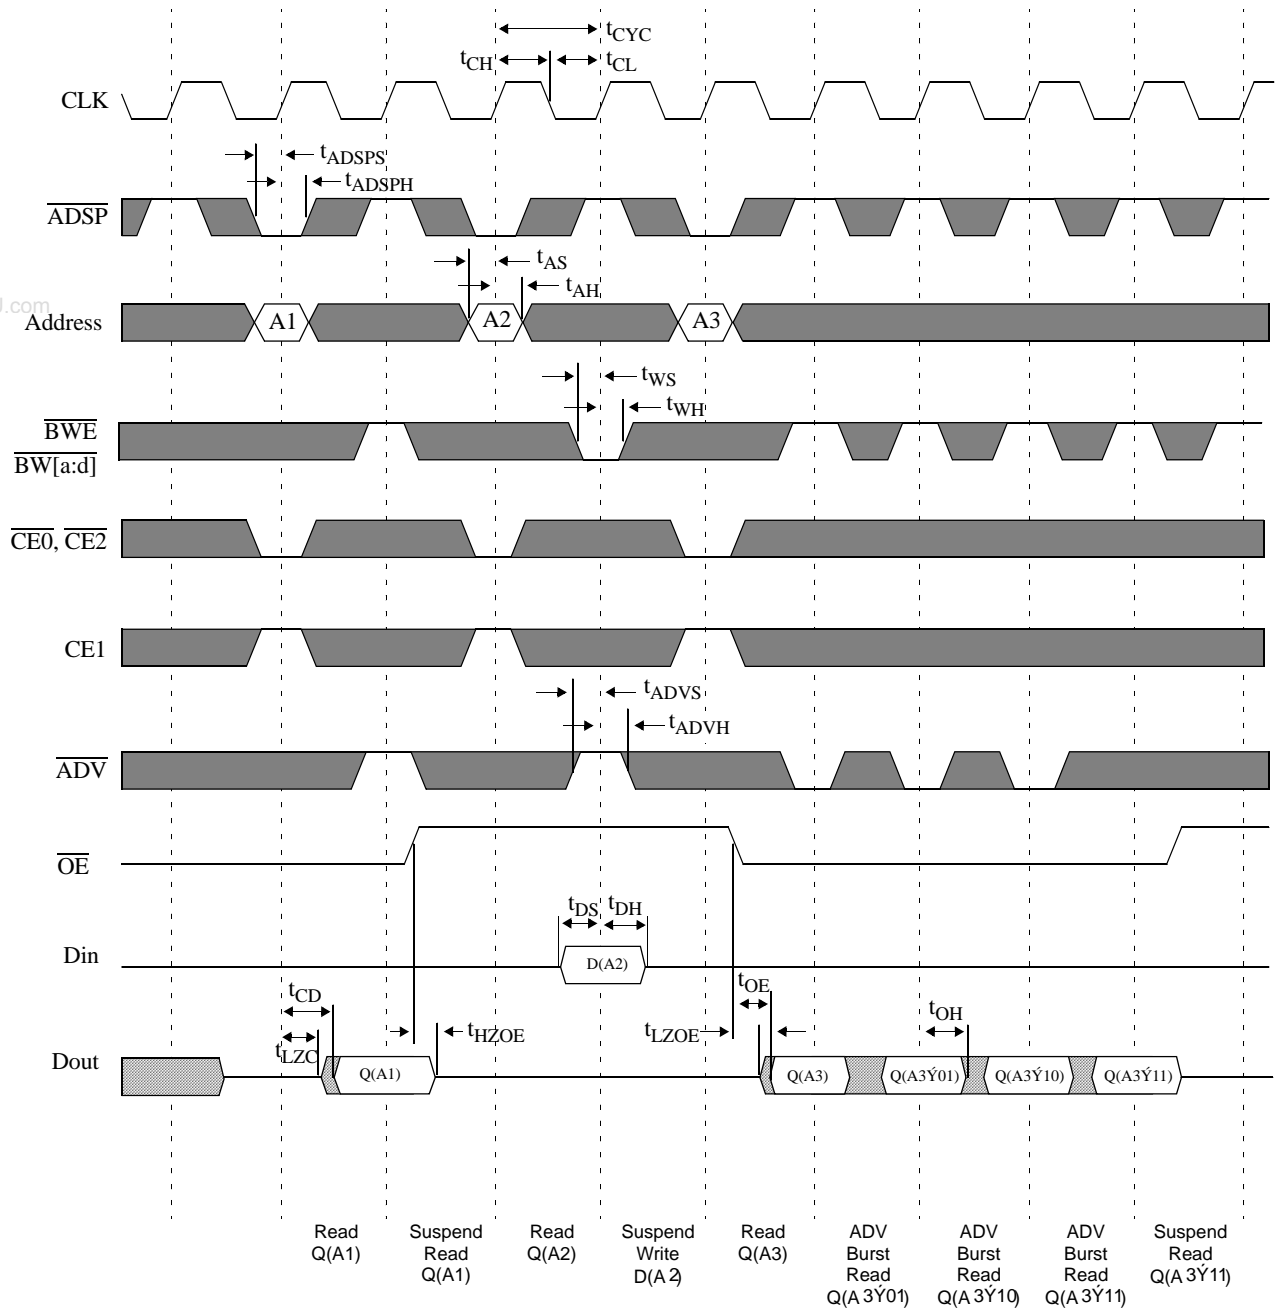 tCYC
tCH tCL
CLK
tADSPS
tADSPH
ADSP
tAS
tAH
J.com
Address A1 A2 A3
tWS
tWH
BWE
BW[a:d]
CE0, CE2
CE1
tADVS
tADVH
ADV
OE
tDS tDH
Din D(A2)
tCD tOE tOH
tLZC tHZOE tLZOE
Dout Q(A1) Q(A3) Q(A3Ý01) Q(A3Ý10) Q(A3Ý11)
Read Q(A1)
Suspend Read Q(A1)
Read Q(A2)
Suspend Write D(A2)
Read Q(A3)
ADV Burst Read Q(A3Ý01)
ADV Burst Read Q(A3Ý10)
ADV Burst Read Q(A3Ý11)
Suspend Read Q(A3Ý11)